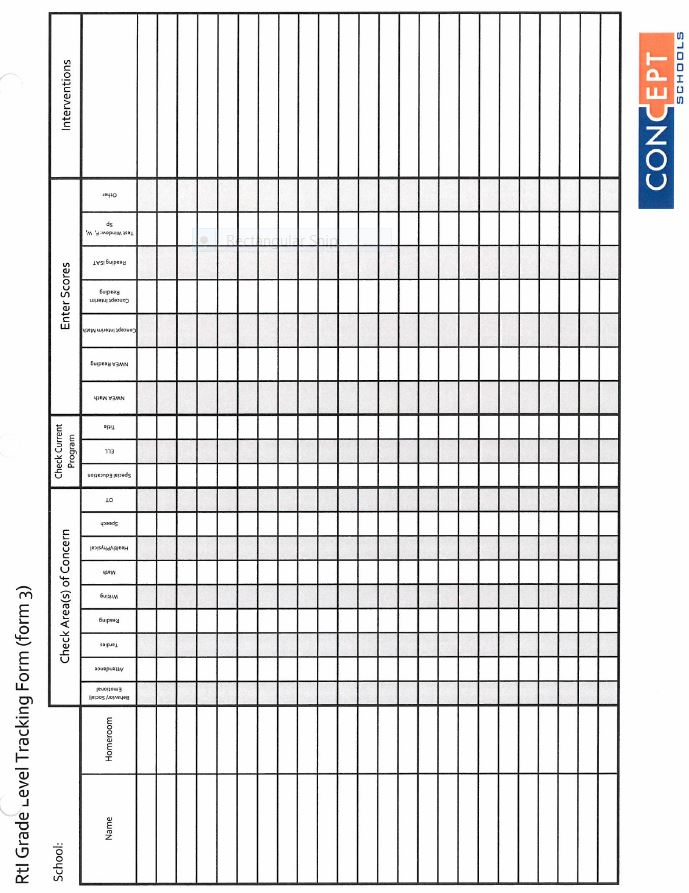 RtI Grade Level Tracking Form (form 3)
School:
Check Area(s) of Concern
Check Current
Program
Enter Scores
Interventions
Name
Homeroom
Behavior/ Social/
Emotional
Attendance
Tardies
Reading
Writing
Math
Health/Physical
Speech
OT
Special Education
ELL
Title
NWEA Math
NWEA Reading
Concept Interim Math
Concept Interim
Reading
Reading ISAT
Test Window: F, W,
Sp
Other
Rectangular Snip
CONCEPT
SCHOOLS